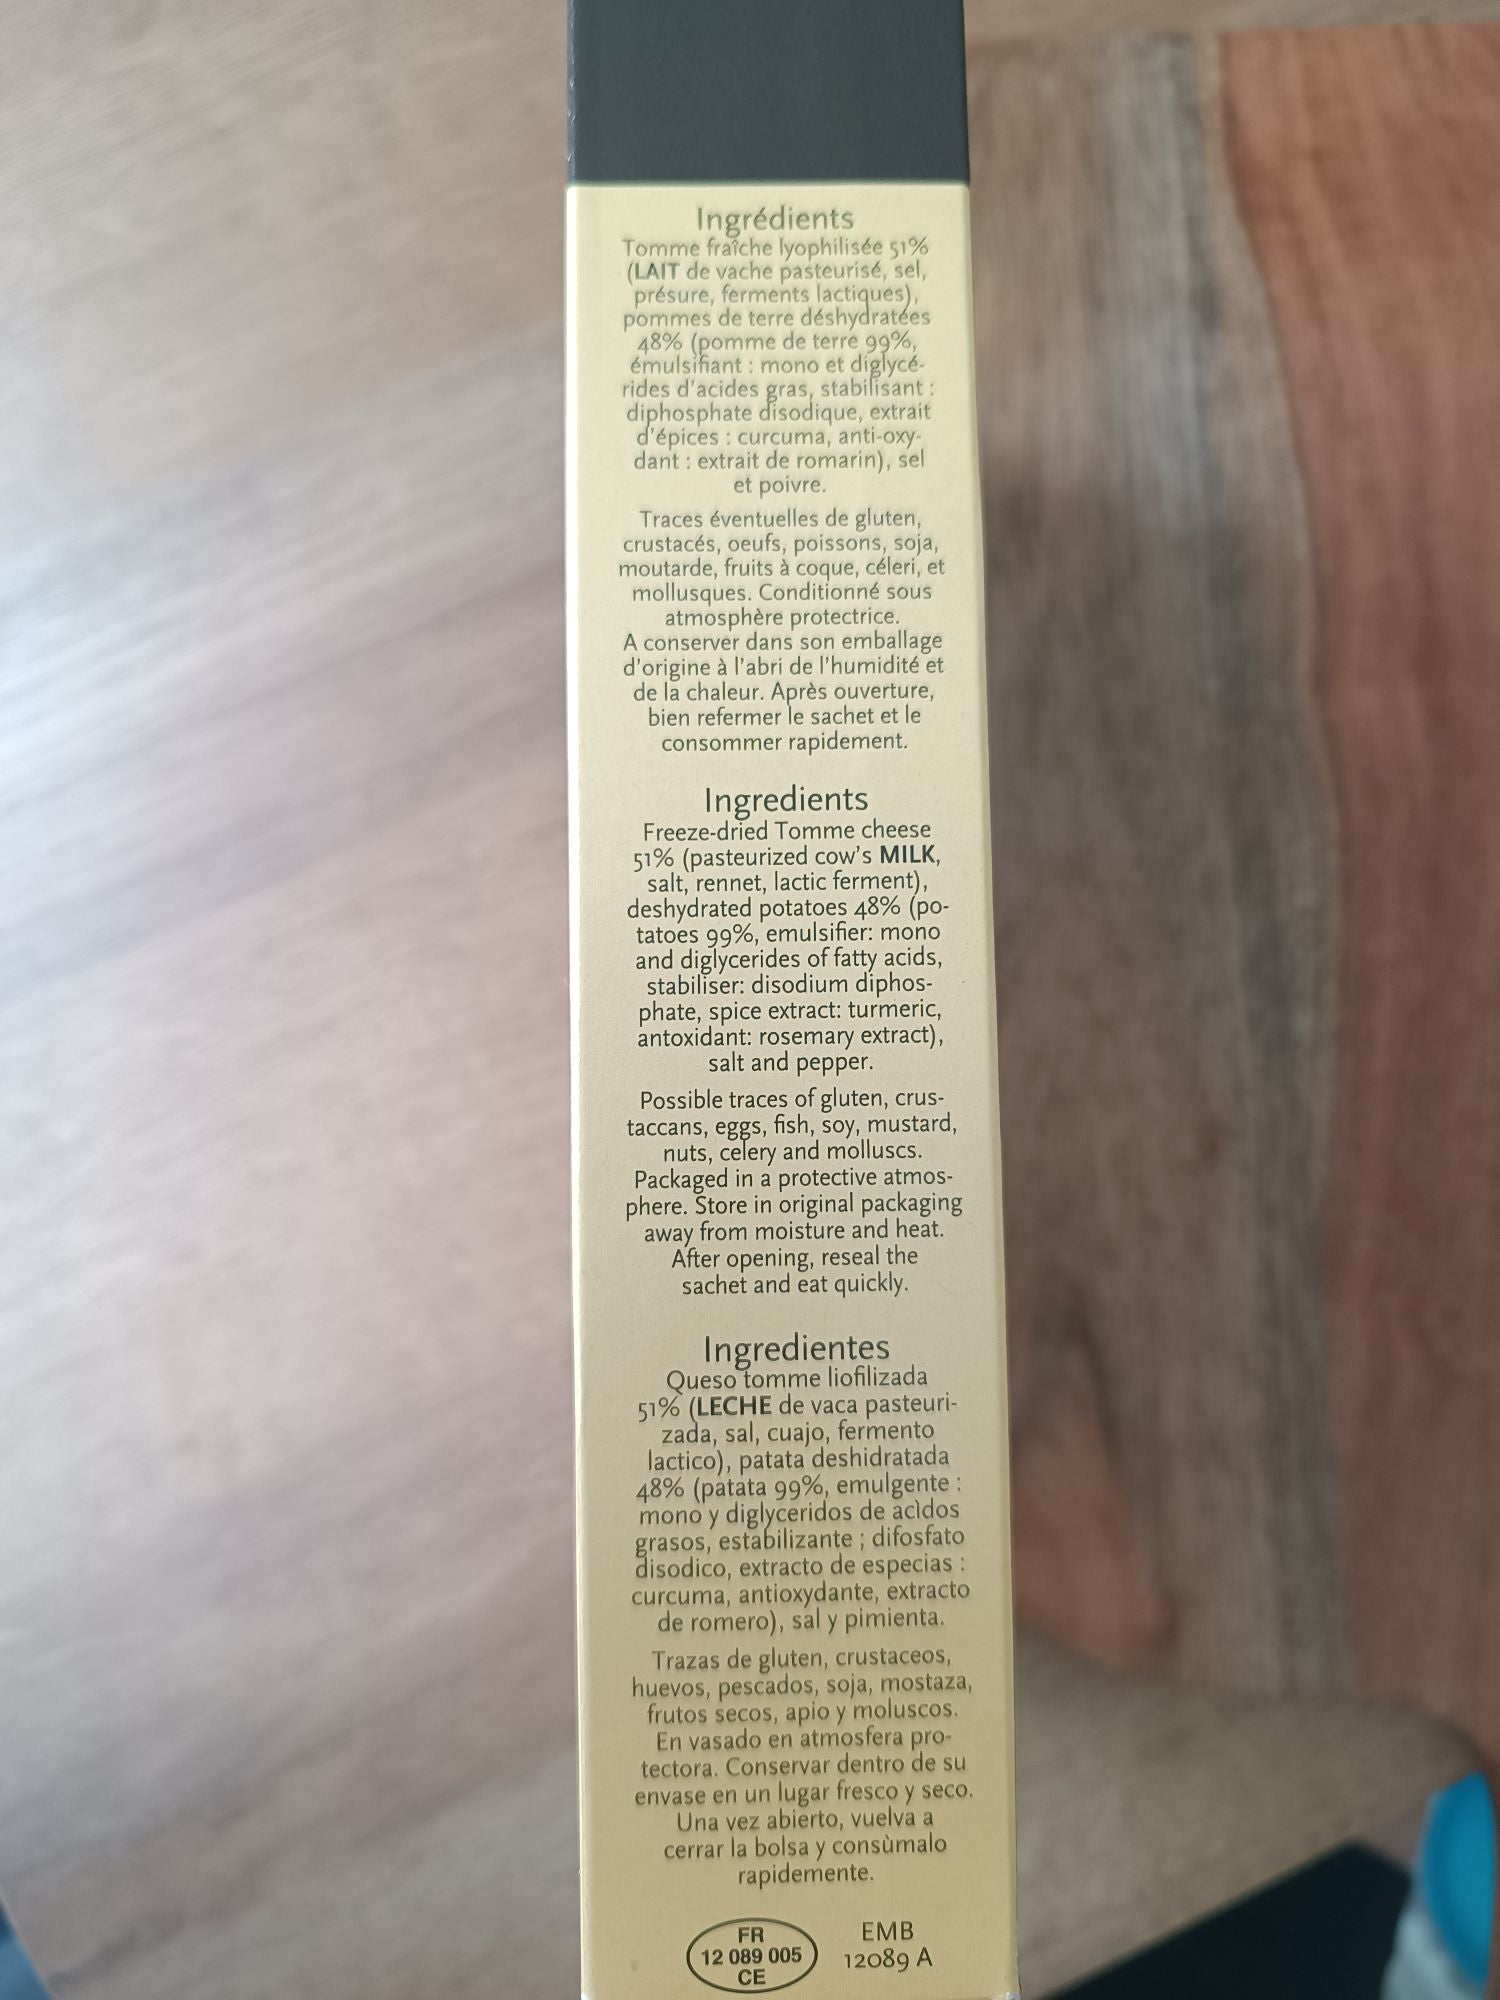 Ingrédients
Tomme fraîche lyophilisée 51%
(LAIT de vache pasteurisé, sel,
présure, ferments lactiques),
pommes de terre déshydratées
48% (pomme de terre 99%,
émulsifiant : mono et diglycé-
rides d'acides gras, stabilisant :
diphosphate disodique, extrait
d'épices : curcuma, anti-oxy-
dant : extrait de romarin), sel
et poivre.
Traces éventuelles de gluten,
crustacés, oeufs, poissons, soja,
moutarde, fruits à coque, céleri, et
mollusques. Conditionné sous
atmosphère protectrice.
A conserver dans son emballage
d'origine à l'abri de l'humidité et
de la chaleur. Après ouverture,
bien refermer le sachet et le
consommer rapidement.
Ingredients
Freeze-dried Tomme cheese
51% (pasteurized cow's MILK,
salt, rennet, lactic ferment),
deshydrated potatoes 48% (po-
tatoes 99%, emulsifier: mono
and diglycerides of fatty acids,
stabiliser: disodium diphos-
phate, spice extract: turmeric,
antoxidant: rosemary extract),
salt and pepper.
Possible traces of gluten, crus-
taccans, eggs, fish, soy, mustard,
nuts, celery and molluscs.
Packaged in a protective atmos-
phere. Store in original packaging
away from moisture and heat.
After opening, reseal the
sachet and eat quickly.
Ingredientes
Queso tomme liofilizada
51% (LECHE de vaca pasteuri-
zada, sal, cuajo, fermento
lactico), patata deshidratada
48% (patata 99%, emulgente :
mono y diglyceridos de acìdos
grasos, estabilizante ; difosfato
disodico, extracto de especias :
curcuma, antioxydante, extracto
de romero), sal y pimienta.
Trazas de gluten, crustaceos,
huevos, pescados, soja, mostaza,
frutos secos, apio y moluscos.
En vasado en atmosfera pro-
tectora. Conservar dentro de su
envase en un lugar fresco y seco.
Una vez abierto, vuelva a
cerrar la bolsa y consùmalo
rapidemente.
FR
12 089 005
CE
EMB
12089 A